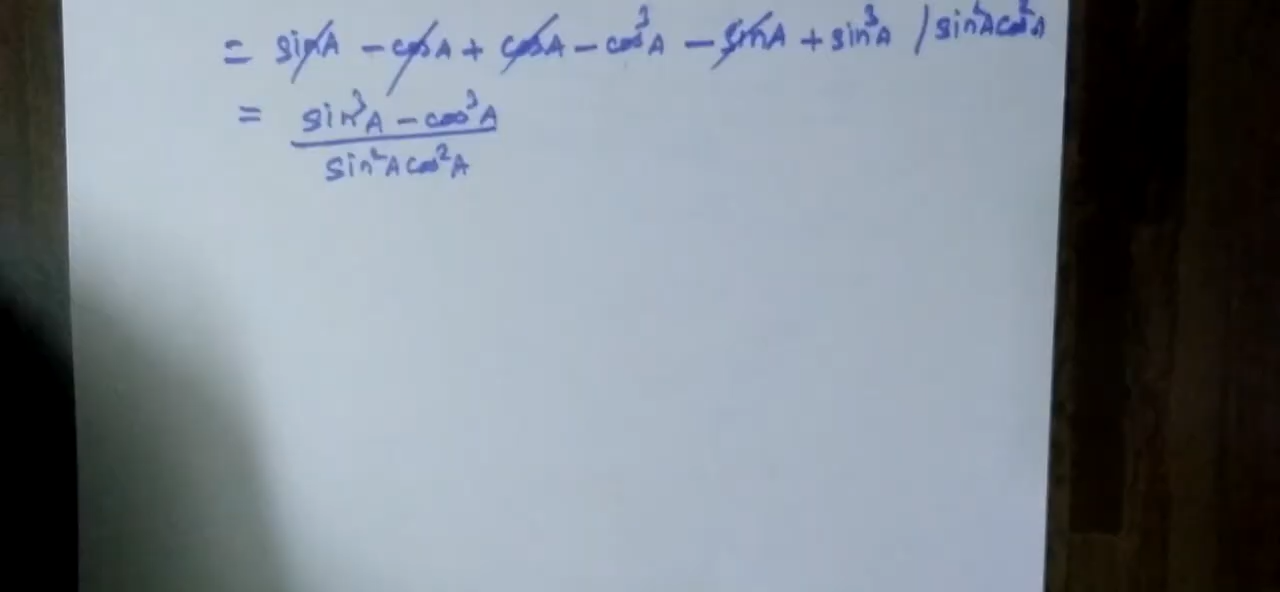 = sinA - cosA + cosA - cos³A - sinA + sin³A / sin²Acos²A
= sin³A - cos³A
sin²Acos²A